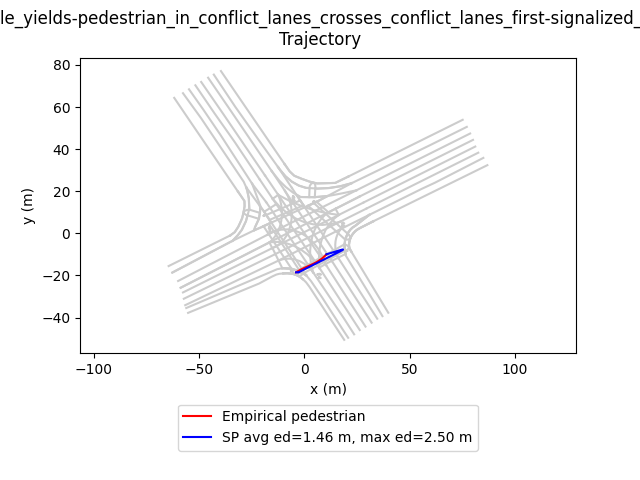 le_yields-pedestrian_in_conflict_lanes_crosses_conflict_lanes_first-signalized_
Trajectory
80
60
40
20
0
−20
−40
y (m)
−100 −50 0 50 100
x (m)
Empirical pedestrian
SP avg ed=1.46 m, max ed=2.50 m